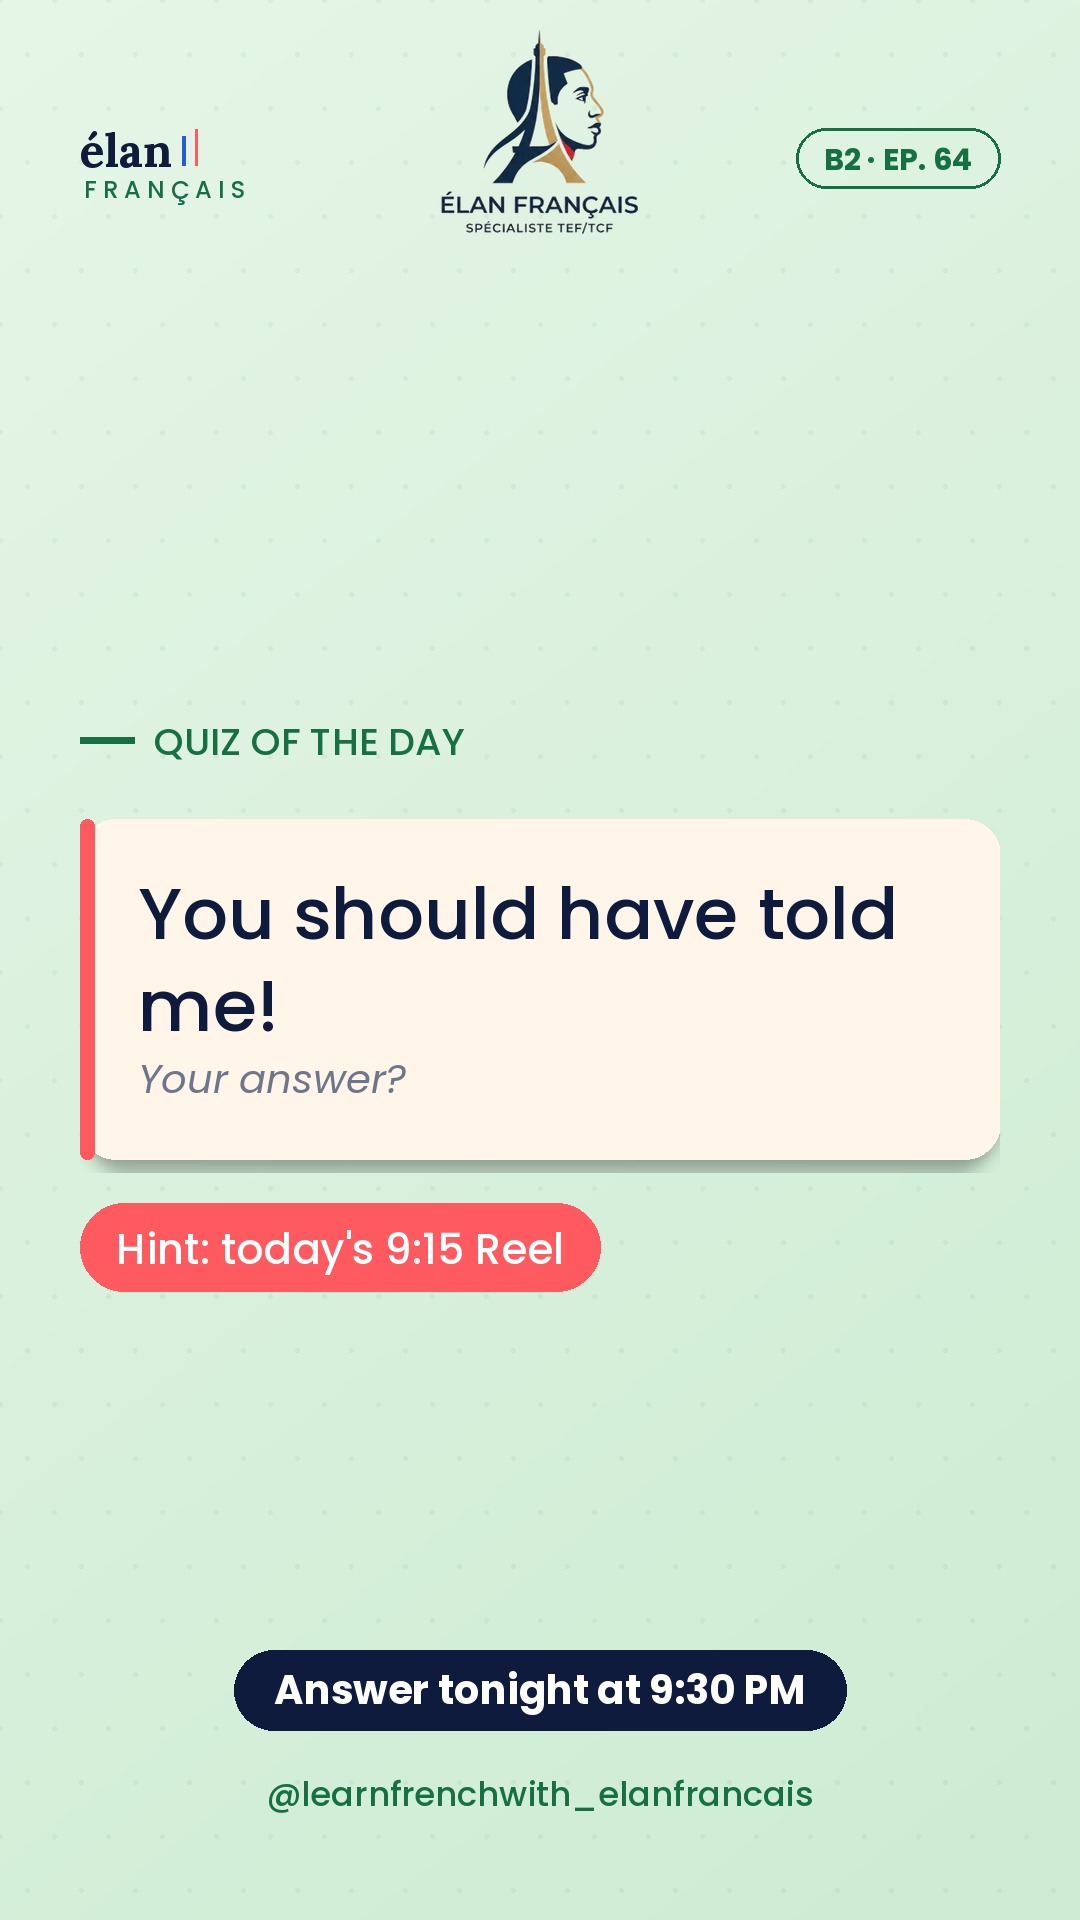 élan
FRANÇAIS
ÉLAN FRANÇAIS
SPÉCIALISTE TEF/TCF
B2 · EP. 64
QUIZ OF THE DAY
You should have told
me!
Your answer?
Hint: today's 9:15 Reel
Answer tonight at 9:30 PM
@learnfrenchwith_elanfrancais